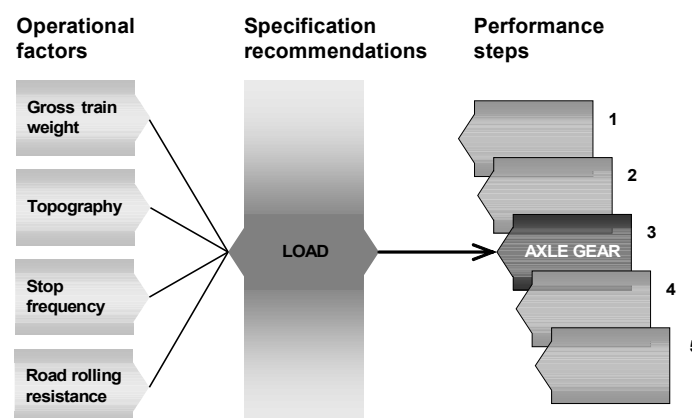 Operational
factors
Specification
recommendations
Performance
steps
Gross train
weight
Topography
Stop
frequency
Road rolling
resistance
LOAD
1
2
3
AXLE GEAR
4
5